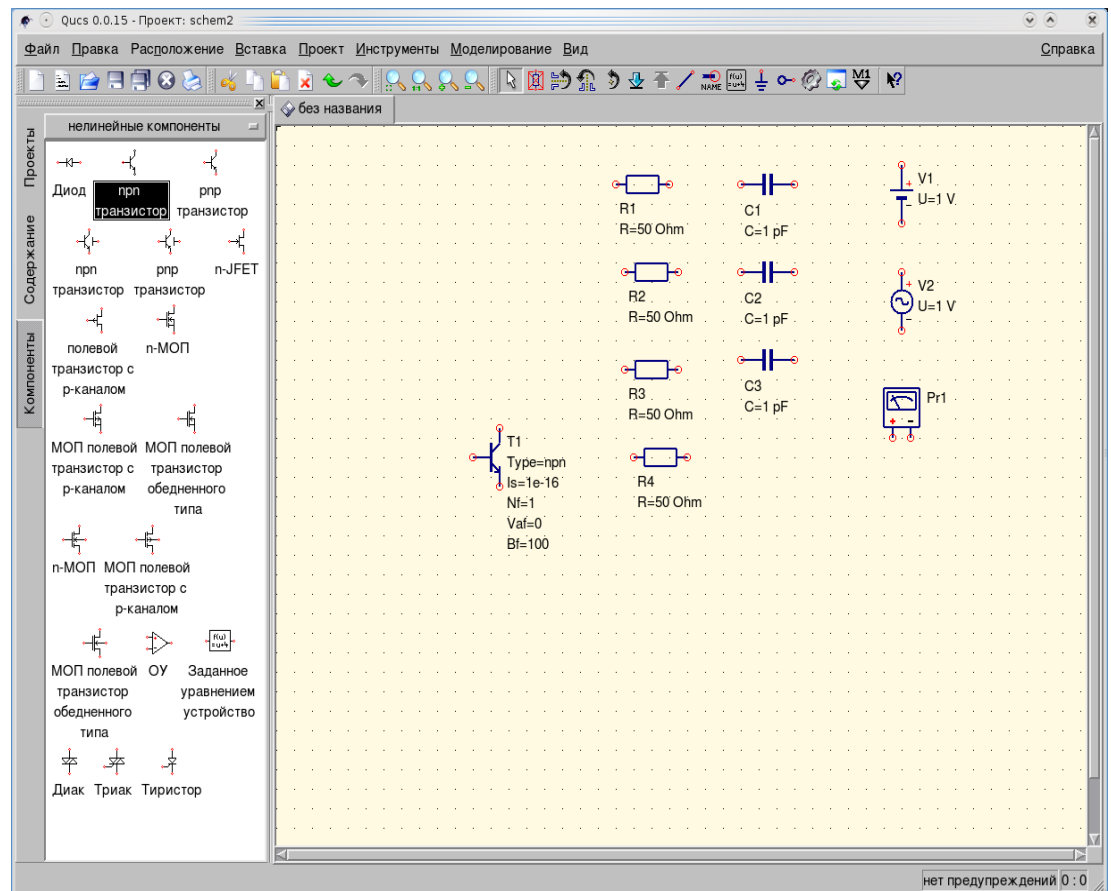 Qucs 0.0.15 - Проект: schem2
Файл Правка Расположение Вставка Проект Инструменты Моделирование Вид Справка
NAME
M1
без названия
Проекты
Содержание
Компоненты
нелинейные компоненты
Диод
npn
транзистор
pnp
транзистор
npn
транзистор
pnp
транзистор
n-JFET
полевой
транзистор с
р-каналом
n-МОП
МОП полевой
транзистор с
р-каналом
МОП полевой
транзистор
обедненного
типа
n-МОП
МОП полевой
транзистор с
р-каналом
МОП полевой
транзистор
обедненного
типа
ОУ
Заданное
уравнением
устройство
Диак
Триак
Тиристор
R1
R=50 Ohm
C1
C=1 pF
V1
U=1 V
R2
R=50 Ohm
C2
C=1 pF
V2
U=1 V
R3
R=50 Ohm
C3
C=1 pF
Pr1
T1
Type=npn
Is=1e-16
Nf=1
Vaf=0
Bf=100
R4
R=50 Ohm
нет предупреждений 0 : 0